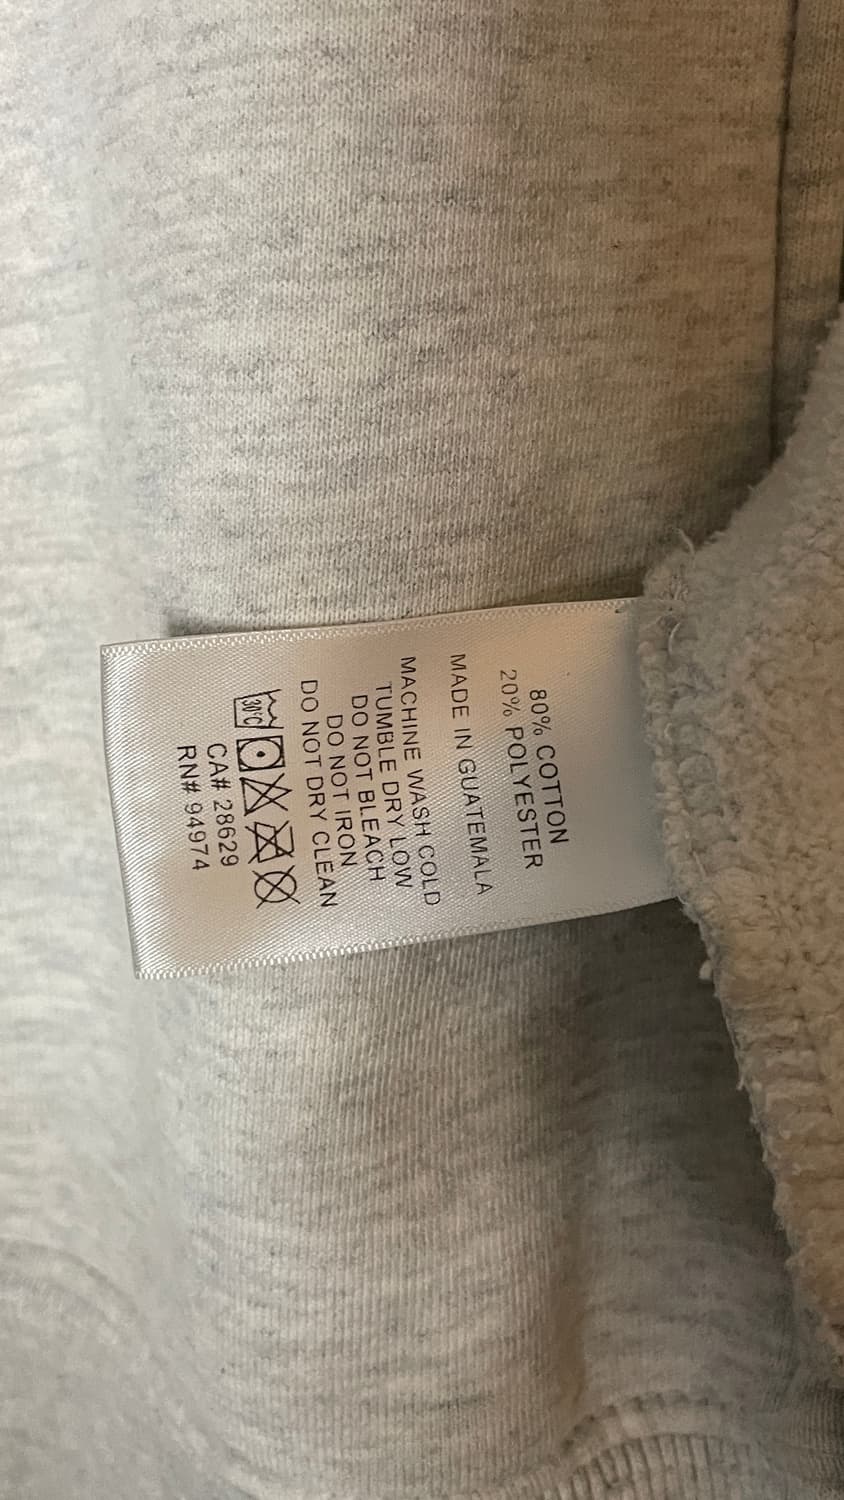 80% COTTON
20% POLYESTER
MADE IN GUATEMALA
MACHINE WASH COLD
TUMBLE DRY LOW
DO NOT BLEACH
DO NOT IRON
DO NOT DRY CLEAN
30°C
CA# 28629
RN# 94974